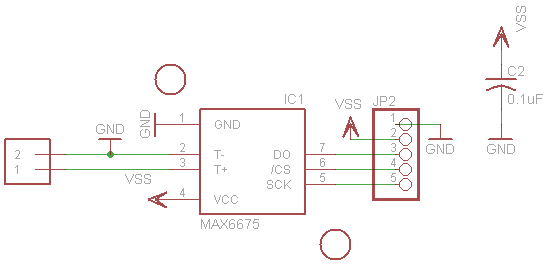 VSS
C2
0.1uF
GND
IC1
VSS
JP2
GND
1
GND
1
2
3
4
5
GND
GND
2
1
2
3
T-
T+
DO
/CS
SCK
7
6
5
VSS
4
VCC
MAX6675